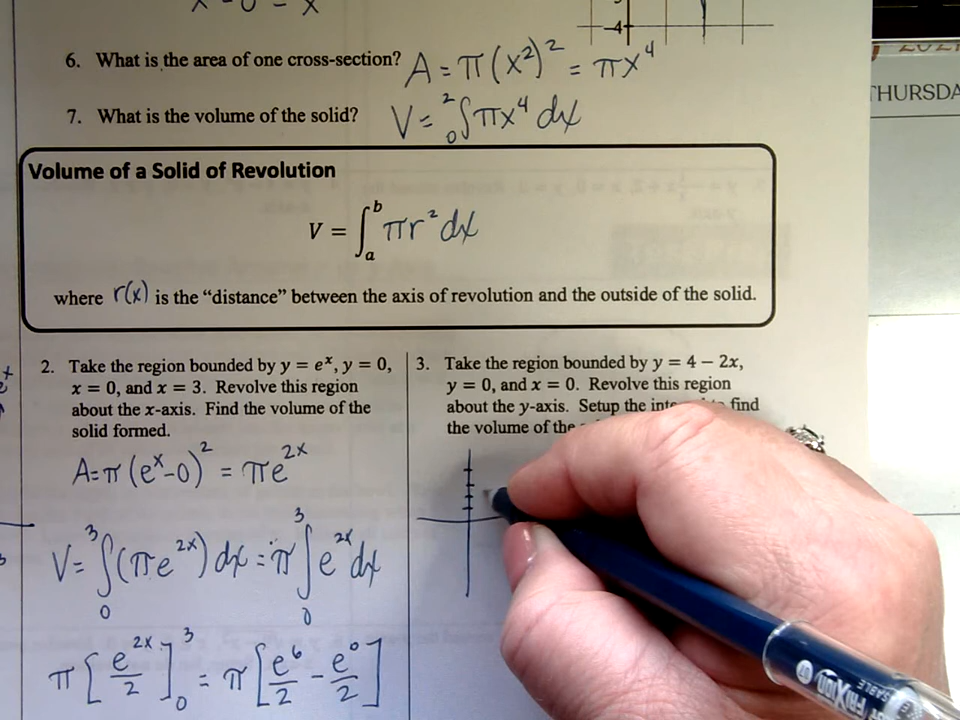 x - 0 = x
-4
6. What is the area of one cross-section? A = π(x²)² = πx⁴
7. What is the volume of the solid? V = ₀²∫πx⁴ dx
THURSDA
Volume of a Solid of Revolution
V = ∫ₐᵇ πr² dx
where r(x) is the “distance” between the axis of revolution and the outside of the solid.
2. Take the region bounded by y = eˣ, y = 0,
x = 0, and x = 3. Revolve this region
about the x-axis. Find the volume of the
solid formed.
A = π(eˣ-0)² = πe²ˣ
V = ₀³∫(πe²ˣ) dx = π ∫₀³ e²ˣ dx
π[e²ˣ/2]₀³ = π[e⁶/2 - e⁰/2]
3. Take the region bounded by y = 4 − 2x,
y = 0, and x = 0. Revolve this region
about the y-axis. Setup the find
the volume of the
FRIXION